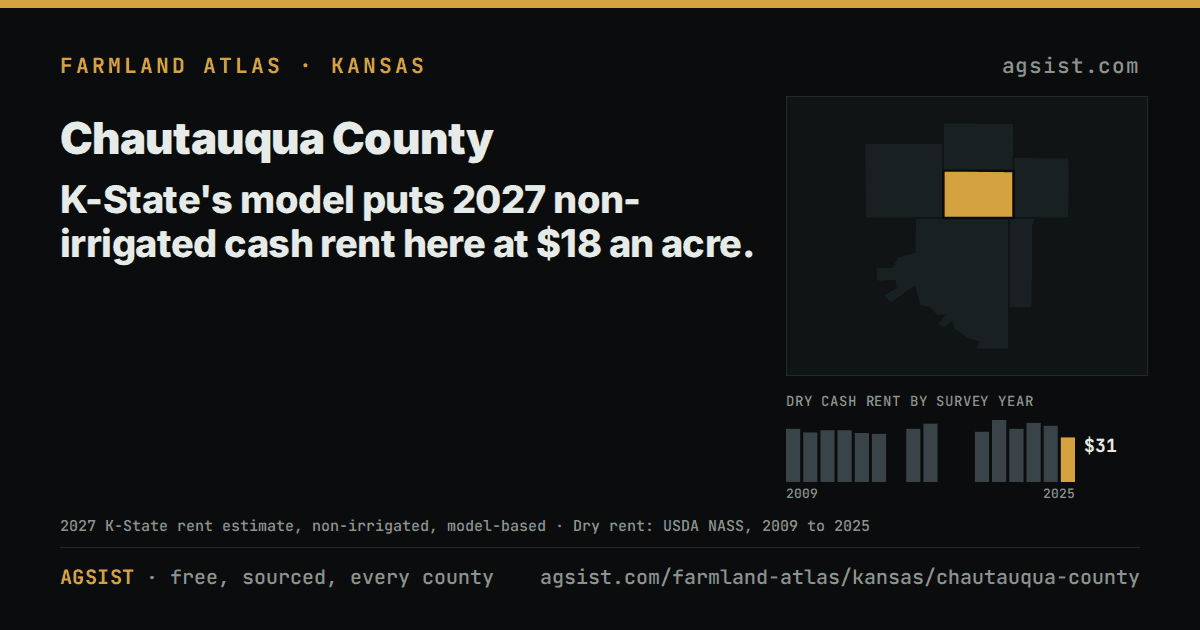 FARMLAND ATLAS · KANSAS
agsist.com
Chautauqua County
K-State's model puts 2027 non-
irrigated cash rent here at $18 an acre.
DRY CASH RENT BY SURVEY YEAR
$31
2009
2025
2027 K-State rent estimate, non-irrigated, model-based · Dry rent: USDA NASS, 2009 to 2025
AGSIST · free, sourced, every county
agsist.com/farmland-atlas/kansas/chautauqua-county